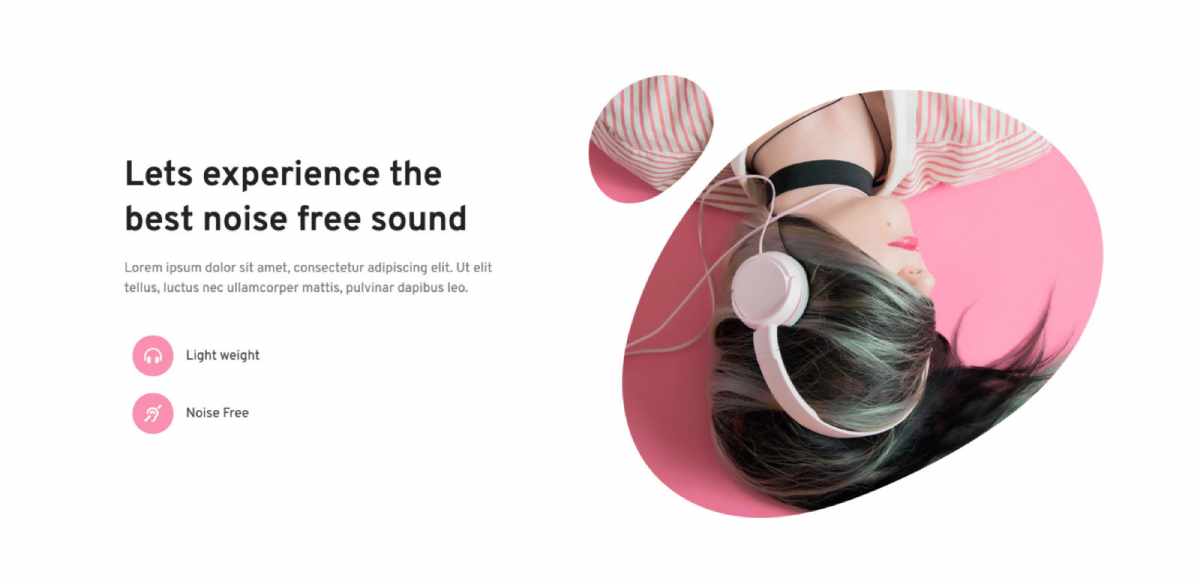 Lets experience the
best noise free sound
Lorem ipsum dolor sit amet, consectetur adipiscing elit. Ut elit
tellus, luctus nec ullamcorper mattis, pulvinar dapibus leo.
Light weight
Noise Free